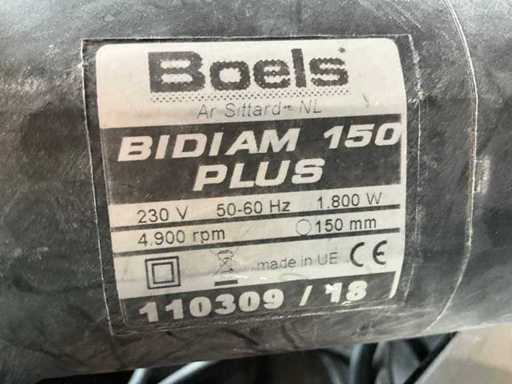 Boels
Ar Sittard - NL
BIDIAM 150
PLUS
230 V 50-60 Hz 1.800 W
4.900 rpm ◯150 mm
made in UE CE
110309 / 18